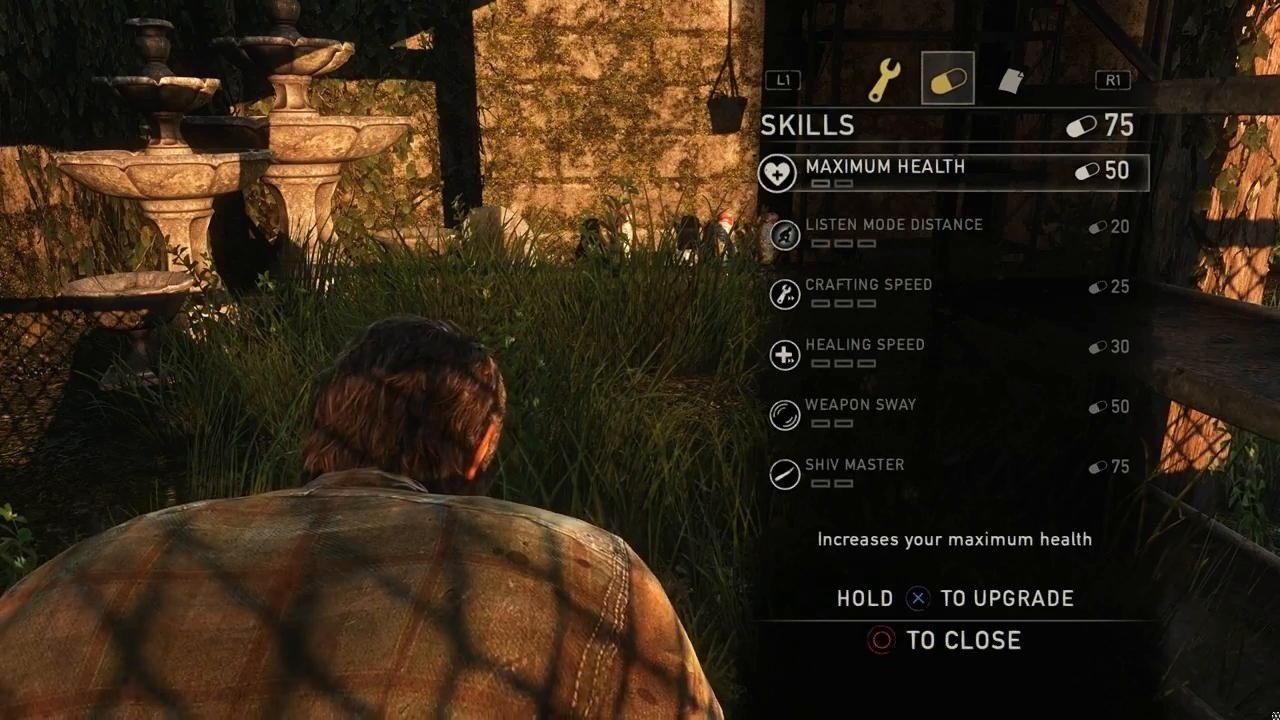 L1
R1
SKILLS 75
MAXIMUM HEALTH 50
LISTEN MODE DISTANCE 20
CRAFTING SPEED 25
HEALING SPEED 30
WEAPON SWAY 50
SHIV MASTER 75
Increases your maximum health
HOLD TO UPGRADE
TO CLOSE